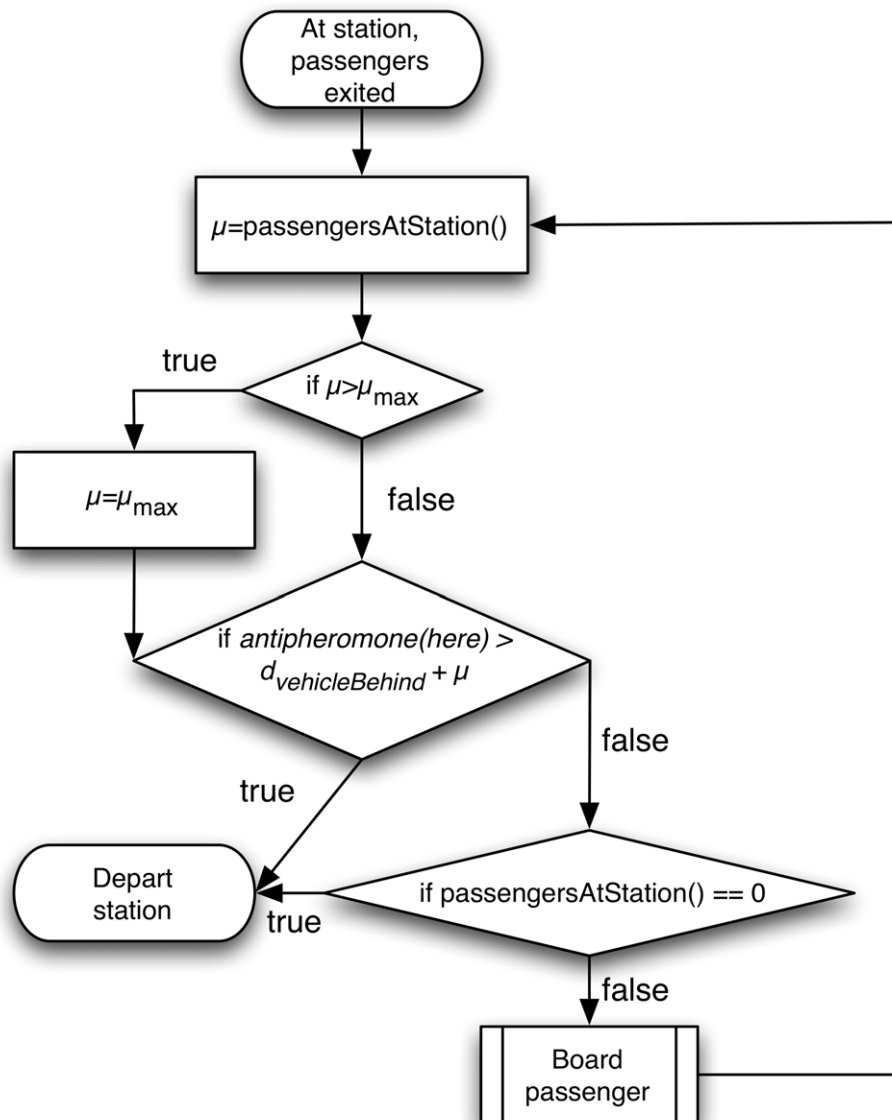 At station,
passengers
exited
μ=passengersAtStation()
true
if μ>μmax
μ=μmax
false
if antipheromone(here) >
dvehicleBehind + μ
false
true
Depart
station
if passengersAtStation() == 0
true
false
Board
passenger